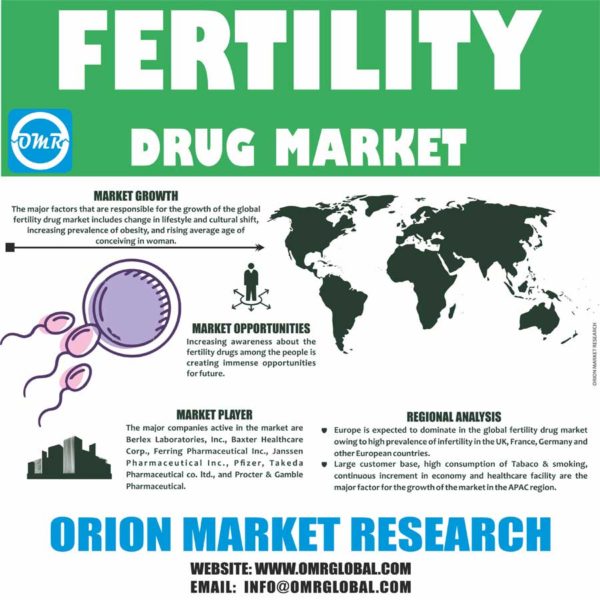 FERTILITY
OMR
DRUG MARKET
MARKET GROWTH
The major factors that are responsible for the growth of the global
fertility drug market includes change in lifestyle and cultural shift,
increasing prevalence of obesity, and rising average age of
conceiving in woman.
MARKET OPPORTUNITIES
Increasing awareness about the
fertility drugs among the people is
creating immense opportunities
for future.
ORION MARKET RESEARCH
MARKET PLAYER
The major companies active in the market are
Berlex Laboratories, Inc., Baxter Healthcare
Corp., Ferring Pharmaceutical Inc., Janssen
Pharmaceutical Inc., Pfizer, Takeda
Pharmaceutical co. ltd., and Procter & Gamble
Pharmaceutical.
REGIONAL ANALYSIS
Europe is expected to dominate in the global fertility drug market
owing to high prevalence of infertility in the UK, France, Germany and
other European countries.
Large customer base, high consumption of Tabaco & smoking,
continuous increment in economy and healthcare facility are the
major factor for the growth of the market in the APAC region.
ORION MARKET RESEARCH
WEBSITE: WWW.OMRGLOBAL.COM
EMAIL: INFO@OMRGLOBAL.COM